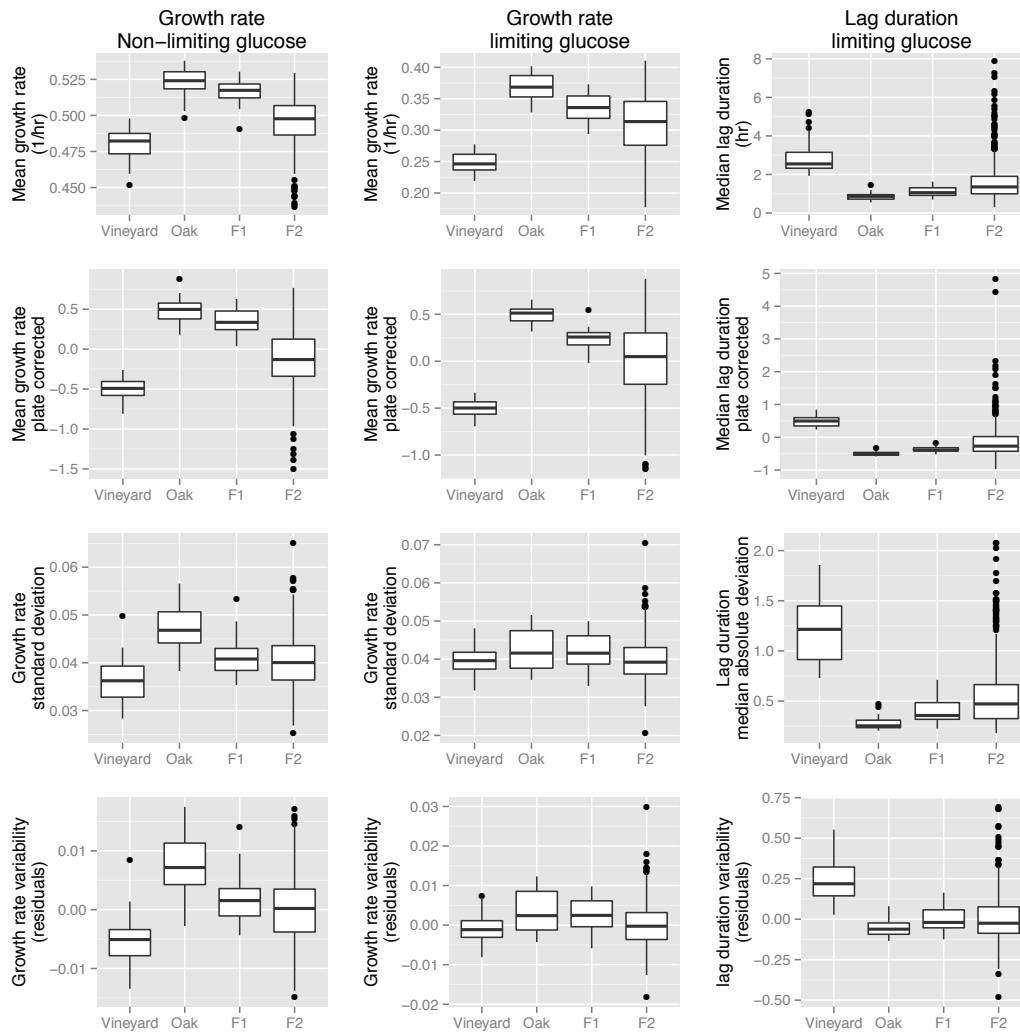 Growth rate
Non−limiting glucose
Growth rate
limiting glucose
Lag duration
limiting glucose
Mean growth rate
(1/hr)
0.525
0.500
0.475
0.450
Vineyard Oak F1 F2
Mean growth rate
(1/hr)
0.40
0.35
0.30
0.25
0.20
Vineyard Oak F1 F2
Median lag duration
(hr)
8
6
4
2
0
Vineyard Oak F1 F2
Mean growth rate
plate corrected
0.5
0.0
−0.5
−1.0
−1.5
Vineyard Oak F1 F2
Mean growth rate
plate corrected
0.5
0.0
−0.5
−1.0
Vineyard Oak F1 F2
Median lag duration
plate corrected
5
4
3
2
1
0
−1
Vineyard Oak F1 F2
Growth rate
standard deviation
0.06
0.05
0.04
0.03
Vineyard Oak F1 F2
Growth rate
standard deviation
0.07
0.06
0.05
0.04
0.03
0.02
Vineyard Oak F1 F2
Lag duration
median absolute deviation
2.0
1.5
1.0
0.5
Vineyard Oak F1 F2
Growth rate variability
(residuals)
0.01
0.00
−0.01
Vineyard Oak F1 F2
Growth rate variability
(residuals)
0.03
0.02
0.01
0.00
−0.01
−0.02
Vineyard Oak F1 F2
lag duration variability
(residuals)
0.75
0.50
0.25
0.00
−0.25
−0.50
Vineyard Oak F1 F2